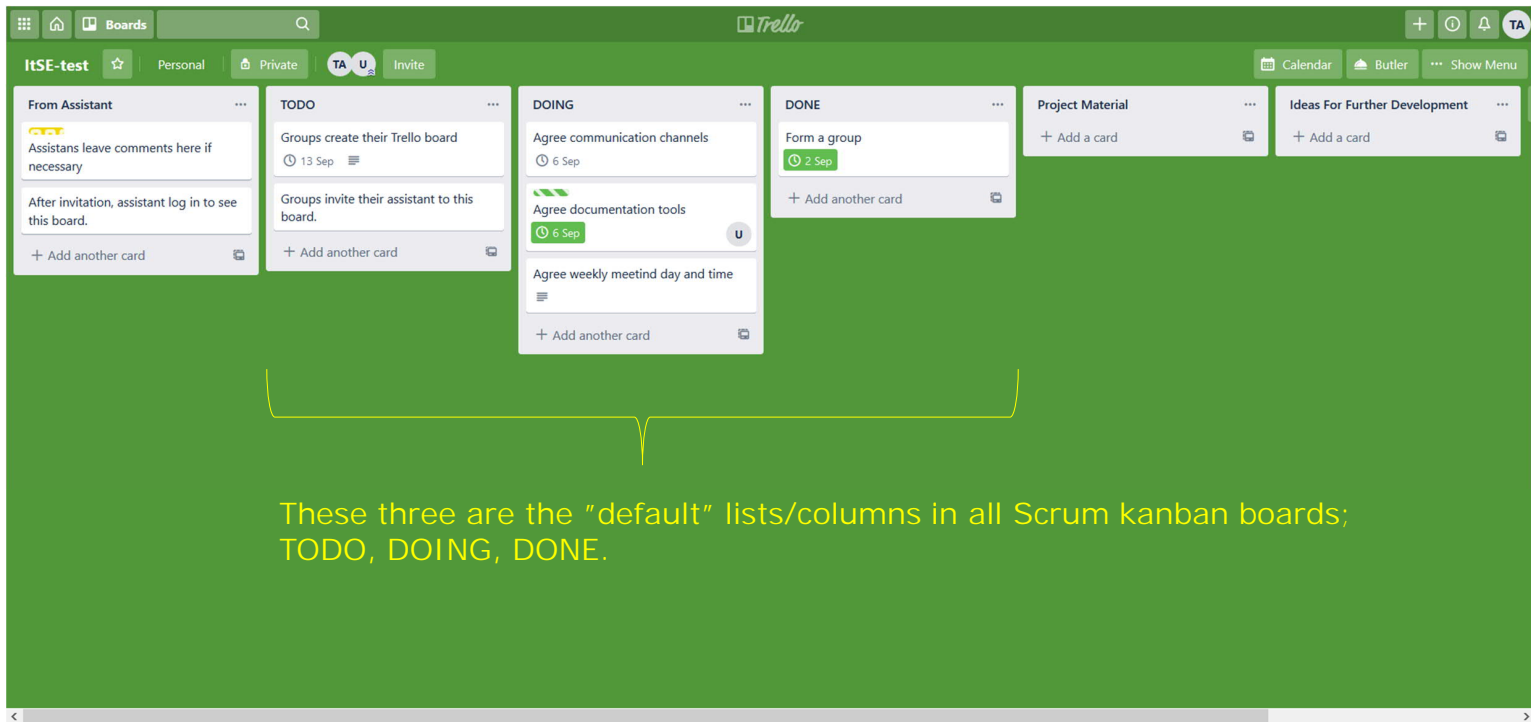 Boards
Trello
TA
ItSE-test
Personal
Private
TA
U
Invite
Calendar
Butler
··· Show Menu
From Assistant
Assistans leave comments here if
necessary
After invitation, assistant log in to see
this board.
+ Add another card
TODO
Groups create their Trello board
13 Sep
Groups invite their assistant to this
board.
+ Add another card
DOING
Agree communication channels
6 Sep
Agree documentation tools
6 Sep
U
Agree weekly meetind day and time
+ Add another card
DONE
Form a group
2 Sep
+ Add another card
Project Material
+ Add a card
Ideas For Further Development
+ Add a card
These three are the "default" lists/columns in all Scrum kanban boards;
TODO, DOING, DONE.